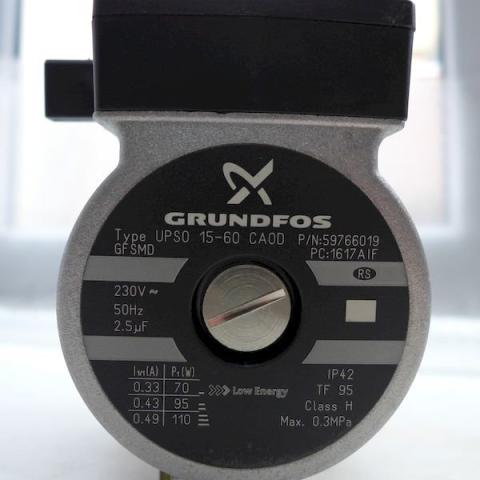 GRUNDFOS
Type UPSO 15-60 CAOD P/N:59766019
GFSMD PC:1617AIF
RS
230V ~
50Hz
2.5µF
I1/1(A) P1(W)
0.33 70
0.43 95
0.49 110
Low Energy
IP42
TF 95
Class H
Max. 0.3MPa